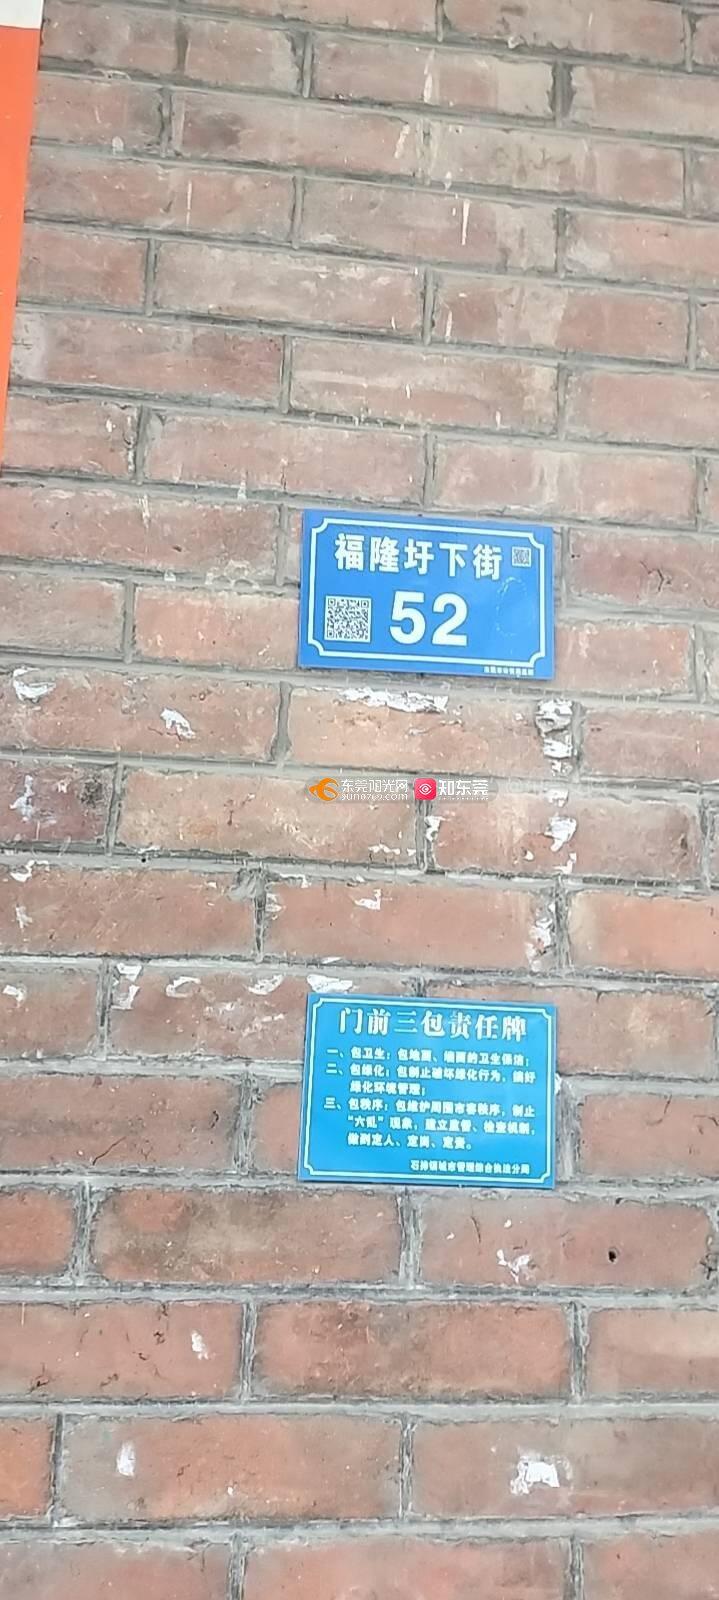 福隆圩下街
52
东莞阳光网 知东莞
sun0769.com
门前三包责任牌
一、包卫生：包地面、墙面的卫生保洁；
二、包绿化：包制止破坏绿化行为，搞好
绿化环境管理；
三、包秩序：包维护周围市容秩序，制止
“六乱”现象，建立监督、检查机制，
做到定人、定岗、定责。
石排镇城市管理综合执法分局